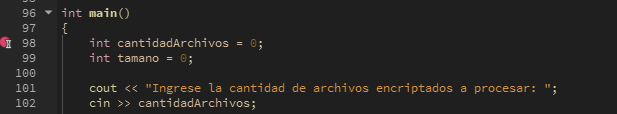 96 int main()
97 {
98 int cantidadArchivos = 0;
99 int tamano = 0;
100
101 cout << "Ingrese la cantidad de archivos encriptados a procesar: ";
102 cin >> cantidadArchivos;